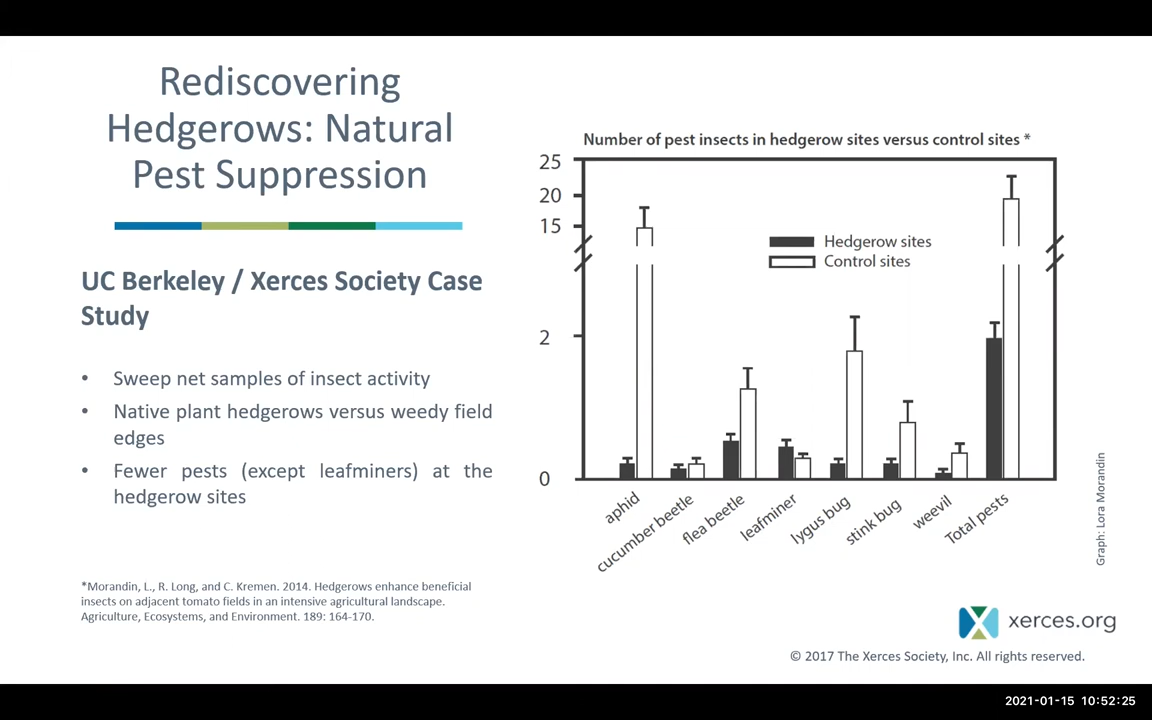 Rediscovering
Hedgerows: Natural
Pest Suppression
UC Berkeley / Xerces Society Case
Study
• Sweep net samples of insect activity
• Native plant hedgerows versus weedy field
edges
• Fewer pests (except leafminers) at the
hedgerow sites
*Morandin, L., R. Long, and C. Kremen. 2014. Hedgerows enhance beneficial
insects on adjacent tomato fields in an intensive agricultural landscape.
Agriculture, Ecosystems, and Environment. 189: 164-170.
Number of pest insects in hedgerow sites versus control sites *
25
20
15
2
0
Hedgerow sites
Control sites
aphid
cucumber beetle
flea beetle
leafminer
lygus bug
stink bug
weevil
Total pests
Graph: Lora Morandin
xerces.org
© 2017 The Xerces Society, Inc. All rights reserved.
2021-01-15 10:52:25